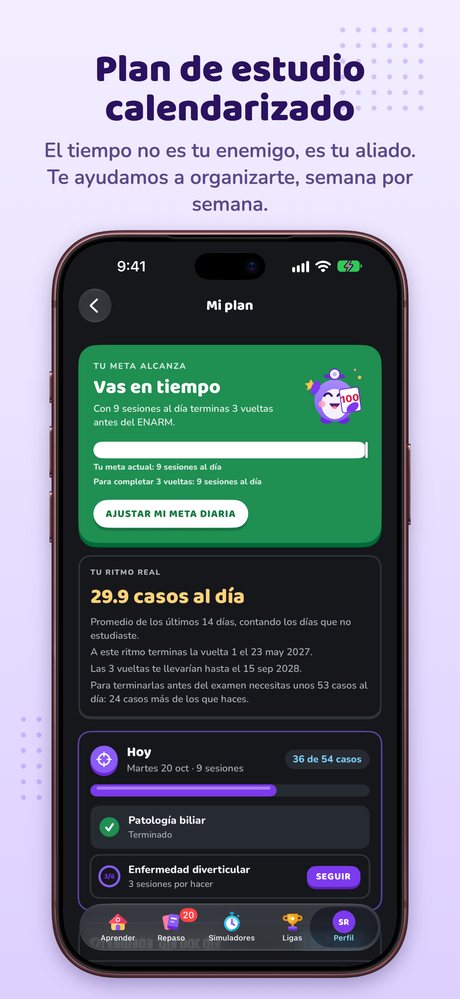 Plan de estudio
calendarizado
El tiempo no es tu enemigo, es tu aliado.
Te ayudamos a organizarte, semana por
semana.
9:41
Mi plan
TU META ALCANZA
Vas en tiempo
Con 9 sesiones al día terminas 3 vueltas
antes del ENARM.
100
Tu meta actual: 9 sesiones al día
Para completar 3 vueltas: 9 sesiones al día
AJUSTAR MI META DIARIA
TU RITMO REAL
29.9 casos al día
Promedio de los últimos 14 días, contando los días que no
estudiaste.
A este ritmo terminas la vuelta 1 el 23 may 2027.
Las 3 vueltas te llevarían hasta el 15 sep 2028.
Para terminarlas antes del examen necesitas unos 53 casos al
día: 24 casos más de los que haces.
Hoy
Martes 20 oct · 9 sesiones
36 de 54 casos
Patología biliar
Terminado
3/6
Enfermedad diverticular
3 sesiones por hacer
SEGUIR
20
SR
Aprender
Repaso
Simuladores
Ligas
Perfil